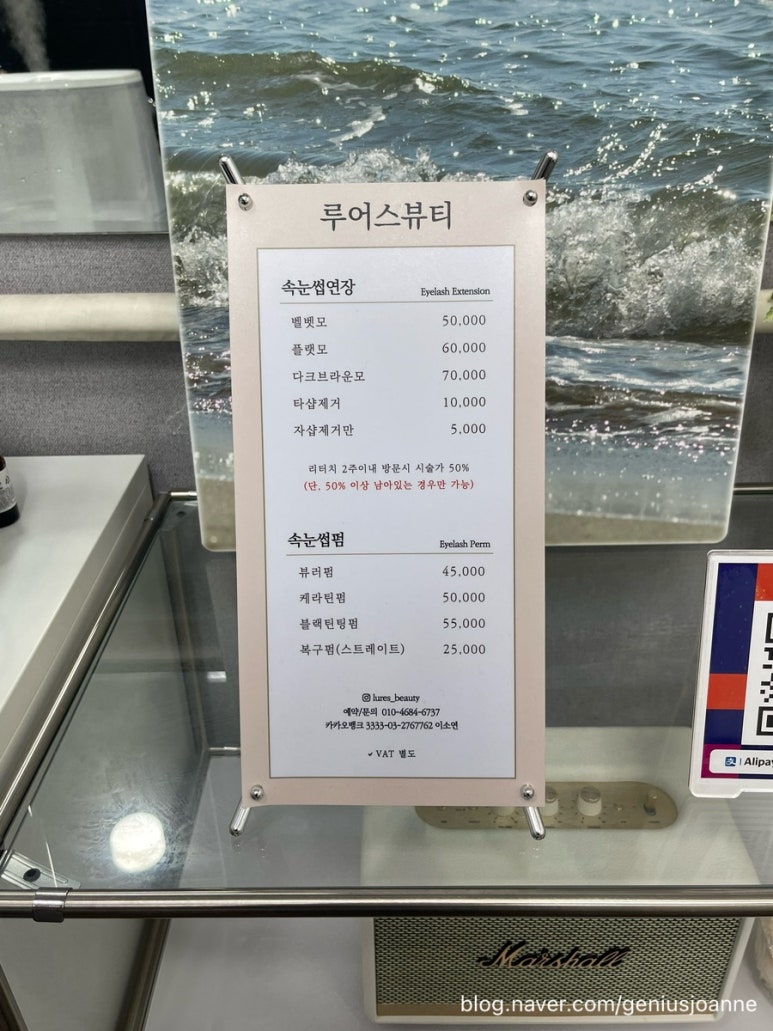 루어스뷰티
속눈썹연장 Eyelash Extension
벨벳모 50,000
플랫모 60,000
다크브라운모 70,000
타샵제거 10,000
자샵제거만 5,000
리터치 2주이내 방문시 시술가 50%
(단, 50% 이상 남아있는 경우만 가능)
속눈썹펌 Eyelash Perm
뷰러펌 45,000
케라틴펌 50,000
블랙틴팅펌 55,000
복구펌(스트레이트) 25,000
lures_beauty
예약/문의 010-4684-6737
카카오뱅크 3333-03-2767762 이소연
✓VAT 별도
支 | Alipay
Marshall
blog.naver.com/geniusjoanne